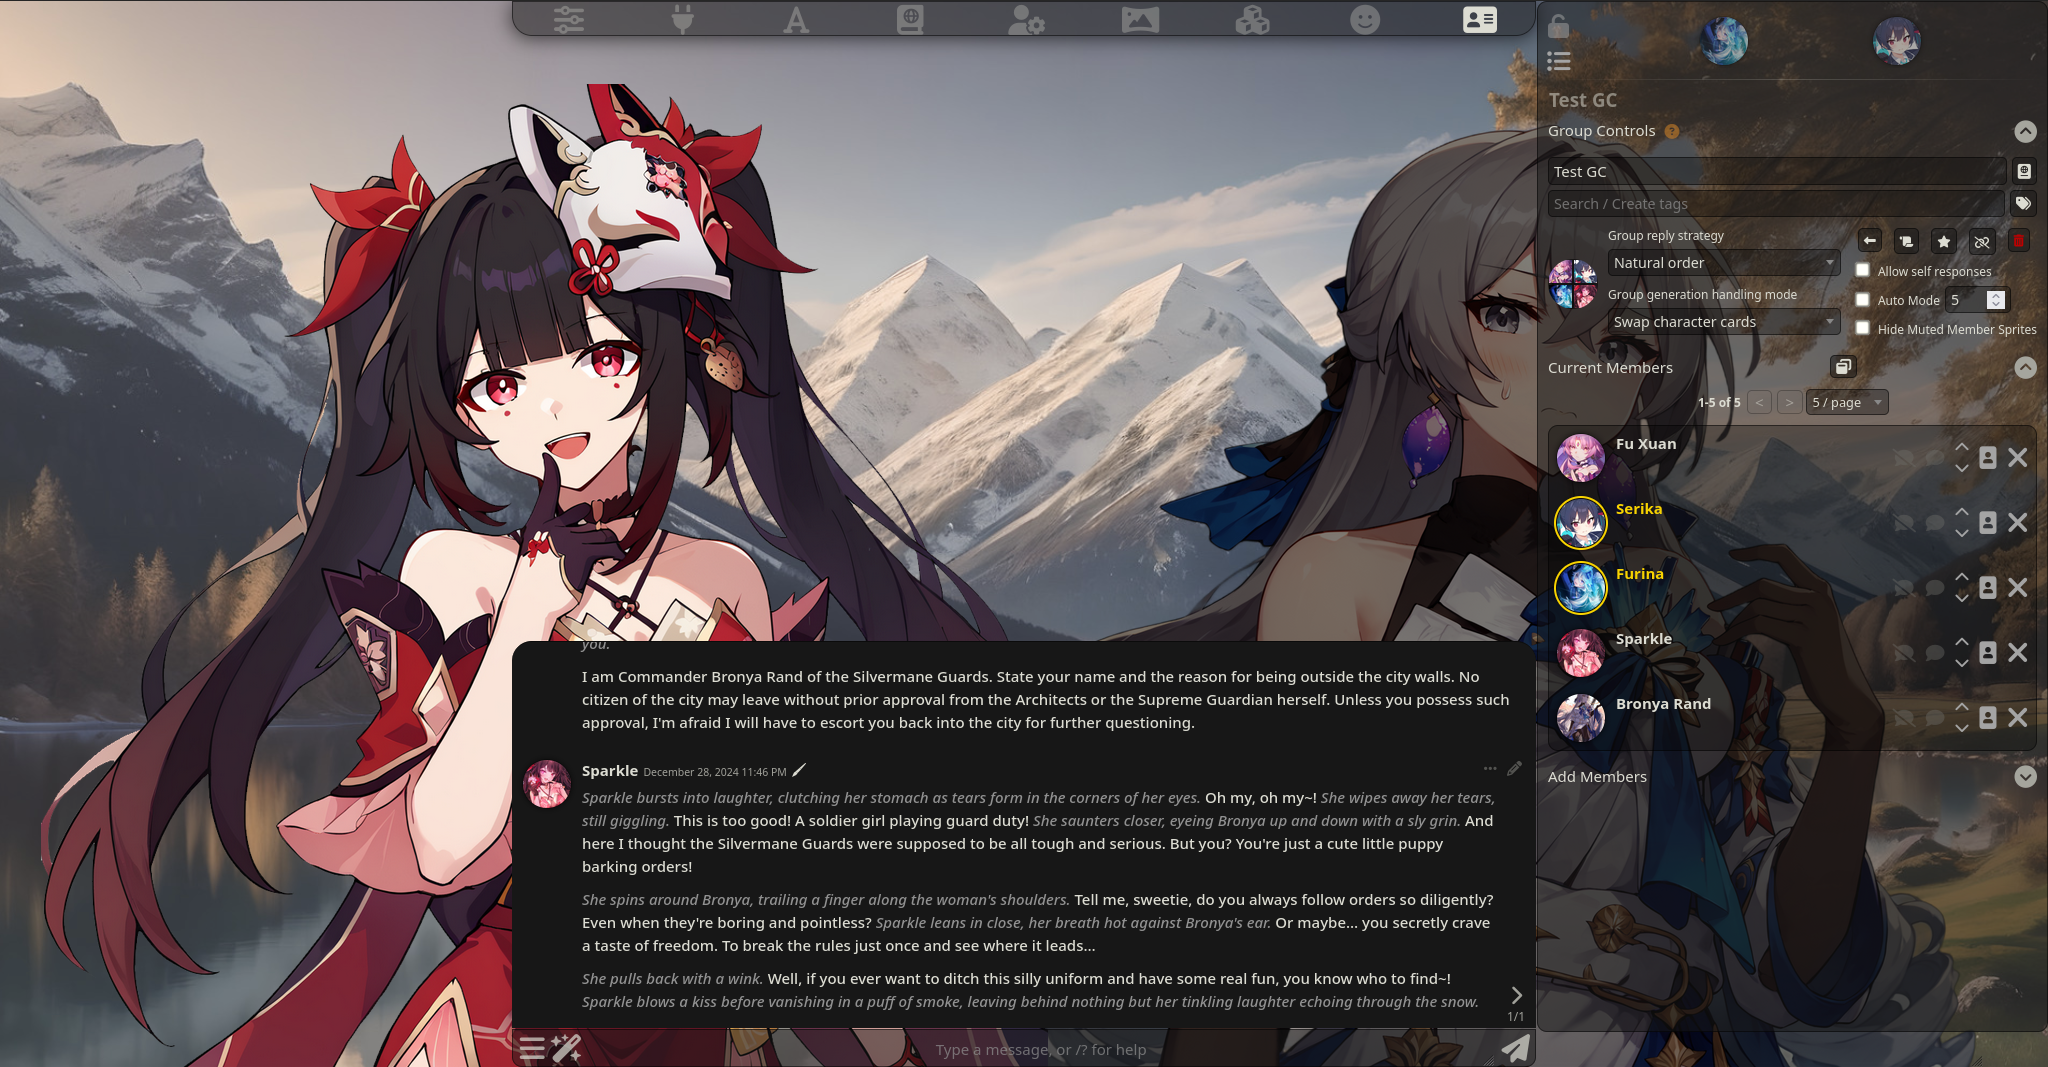 you.
I am Commander Bronya Rand of the Silvermane Guards. State your name and the reason for being outside the city walls. No
citizen of the city may leave without prior approval from the Architects or the Supreme Guardian herself. Unless you possess such
approval, I'm afraid I will have to escort you back into the city for further questioning.
Sparkle December 28, 2024 11:46 PM
Sparkle bursts into laughter, clutching her stomach as tears form in the corners of her eyes. Oh my, oh my~! She wipes away her tears,
still giggling. This is too good! A soldier girl playing guard duty! She saunters closer, eyeing Bronya up and down with a sly grin. And
here I thought the Silvermane Guards were supposed to be all tough and serious. But you? You're just a cute little puppy
barking orders!
She spins around Bronya, trailing a finger along the woman's shoulders. Tell me, sweetie, do you always follow orders so diligently?
Even when they're boring and pointless? Sparkle leans in close, her breath hot against Bronya's ear. Or maybe... you secretly crave
a taste of freedom. To break the rules just once and see where it leads...
She pulls back with a wink. Well, if you ever want to ditch this silly uniform and have some real fun, you know who to find~!
Sparkle blows a kiss before vanishing in a puff of smoke, leaving behind nothing but her tinkling laughter echoing through the snow.
1/1
Type a message, or /? for help
Test GC
Group Controls ?
Test GC
Search / Create tags
Group reply strategy
Natural order
Allow self responses
Group generation handling mode
Auto Mode 5
Swap character cards
Hide Muted Member Sprites
Current Members
1-5 of 5 < > 5 / page
Fu Xuan
Serika
Furina
Sparkle
Bronya Rand
Add Members